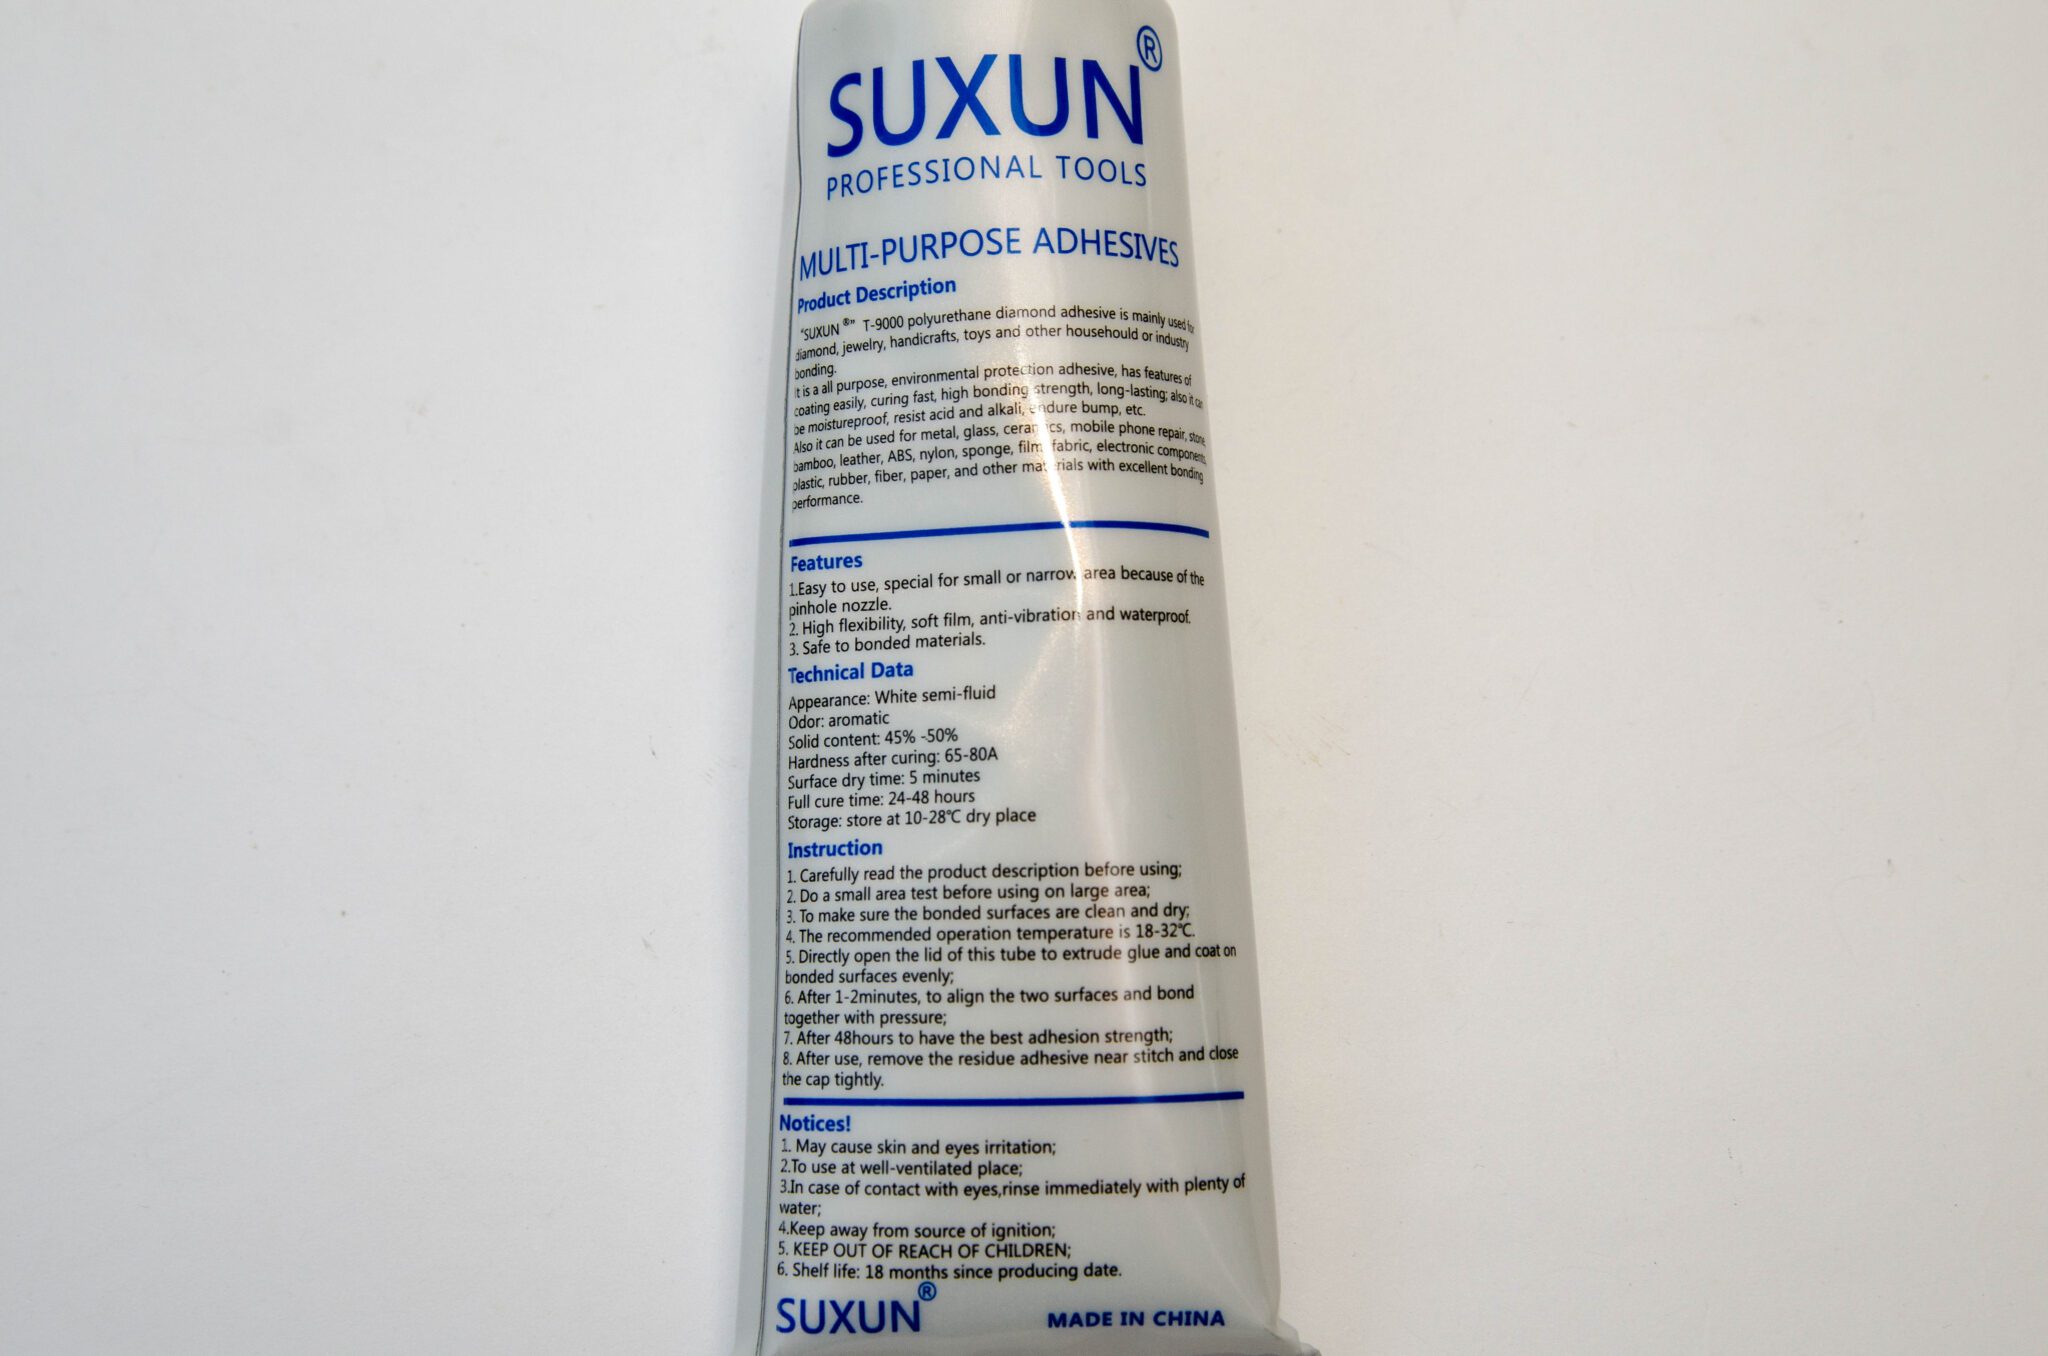 SUXUN®
PROFESSIONAL TOOLS
MULTI-PURPOSE ADHESIVES
Product Description
"SUXUN ®" T-9000 polyurethane diamond adhesive is mainly used for
diamond, jewelry, handicrafts, toys and other househould or industry
bonding.
It is a all purpose, environmental protection adhesive, has features of
coating easily, curing fast, high bonding strength, long-lasting; also it can
be moistureproof, resist acid and alkali, endure bump, etc.
Also it can be used for metal, glass, ceramics, mobile phone repair, stone,
bamboo, leather, ABS, nylon, sponge, film, fabric, electronic components,
plastic, rubber, fiber, paper, and other materials with excellent bonding
performance.
Features
1.Easy to use, special for small or narrow area because of the
pinhole nozzle.
2. High flexibility, soft film, anti-vibration and waterproof.
3. Safe to bonded materials.
Technical Data
Appearance: White semi-fluid
Odor: aromatic
Solid content: 45% -50%
Hardness after curing: 65-80A
Surface dry time: 5 minutes
Full cure time: 24-48 hours
Storage: store at 10-28℃ dry place
Instruction
1. Carefully read the product description before using;
2. Do a small area test before using on large area;
3. To make sure the bonded surfaces are clean and dry;
4. The recommended operation temperature is 18-32℃.
5. Directly open the lid of this tube to extrude glue and coat on
bonded surfaces evenly;
6. After 1-2minutes, to align the two surfaces and bond
together with pressure;
7. After 48hours to have the best adhesion strength;
8. After use, remove the residue adhesive near stitch and close
the cap tightly.
Notices!
1. May cause skin and eyes irritation;
2.To use at well-ventilated place;
3.In case of contact with eyes,rinse immediately with plenty of
water;
4.Keep away from source of ignition;
5. KEEP OUT OF REACH OF CHILDREN;
6. Shelf life: 18 months since producing date.
SUXUN®
MADE IN CHINA